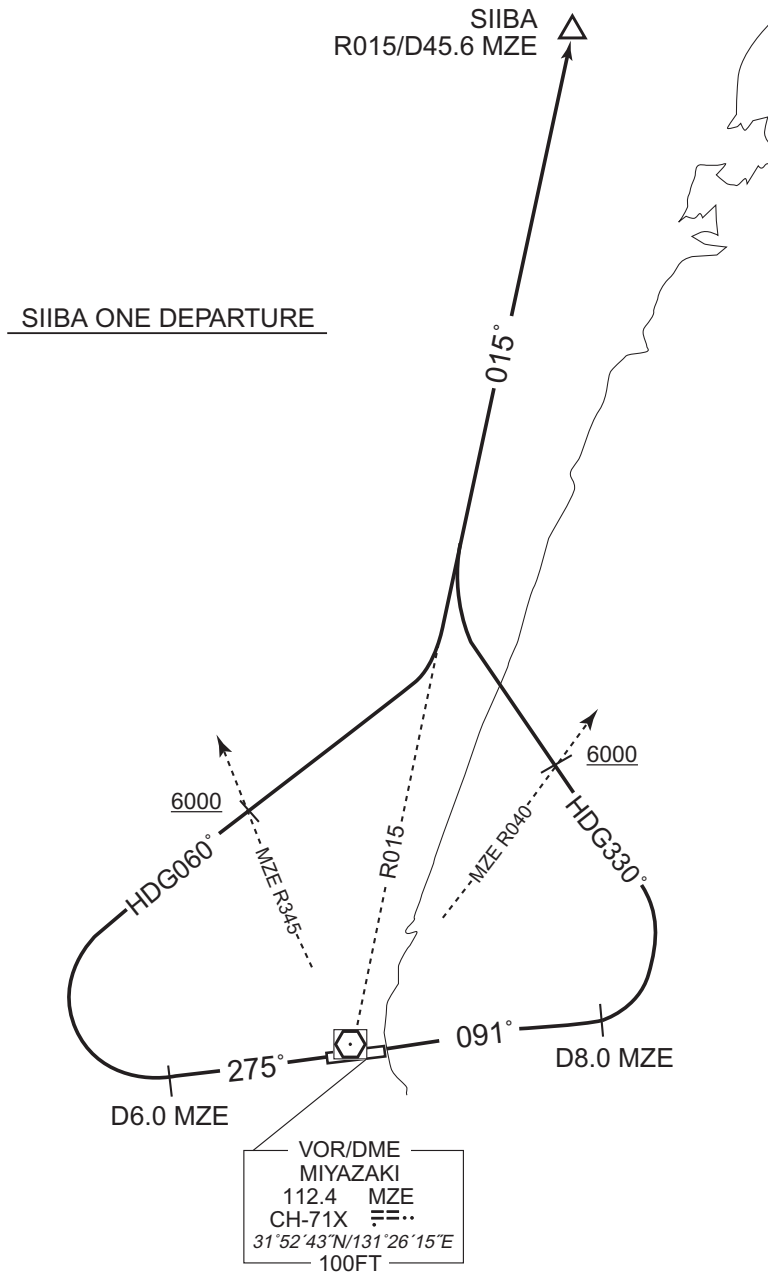 SIIBA
R015/D45.6 MZE
SIIBA ONE DEPARTURE
015°
6000
6000
HDG060°
MZE R345
R015
MZE R040
HDG330°
275°
091°
D6.0 MZE
D8.0 MZE
VOR/DME
MIYAZAKI
112.4 MZE
CH-71X
31°52′43″N/131°26′15″E
100FT